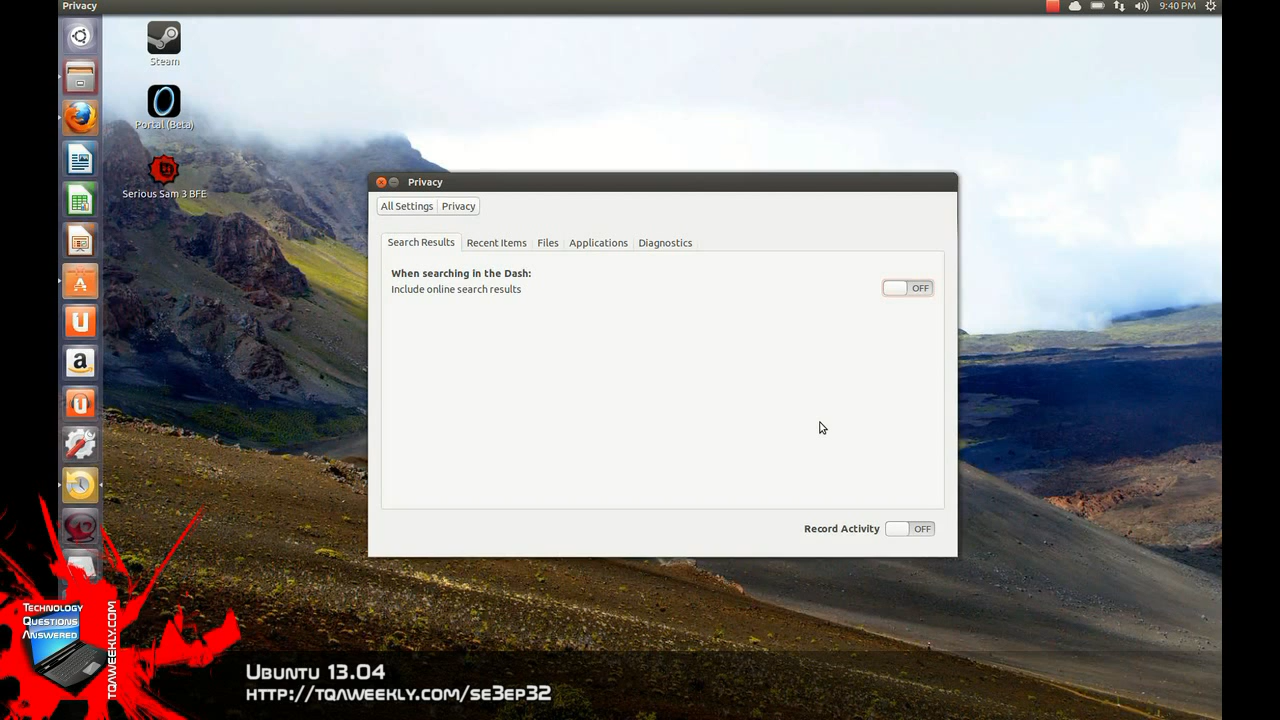 Privacy
9:40 PM
Steam
Portal (Beta)
Serious Sam 3 BFE
Privacy
All Settings Privacy
Search Results Recent Items Files Applications Diagnostics
When searching in the Dash:
Include online search results
OFF
Record Activity OFF
Technology
Questions
Answered
TQAWEEKLY.COM
Ubuntu 13.04
http://tqaweekly.com/se3ep32